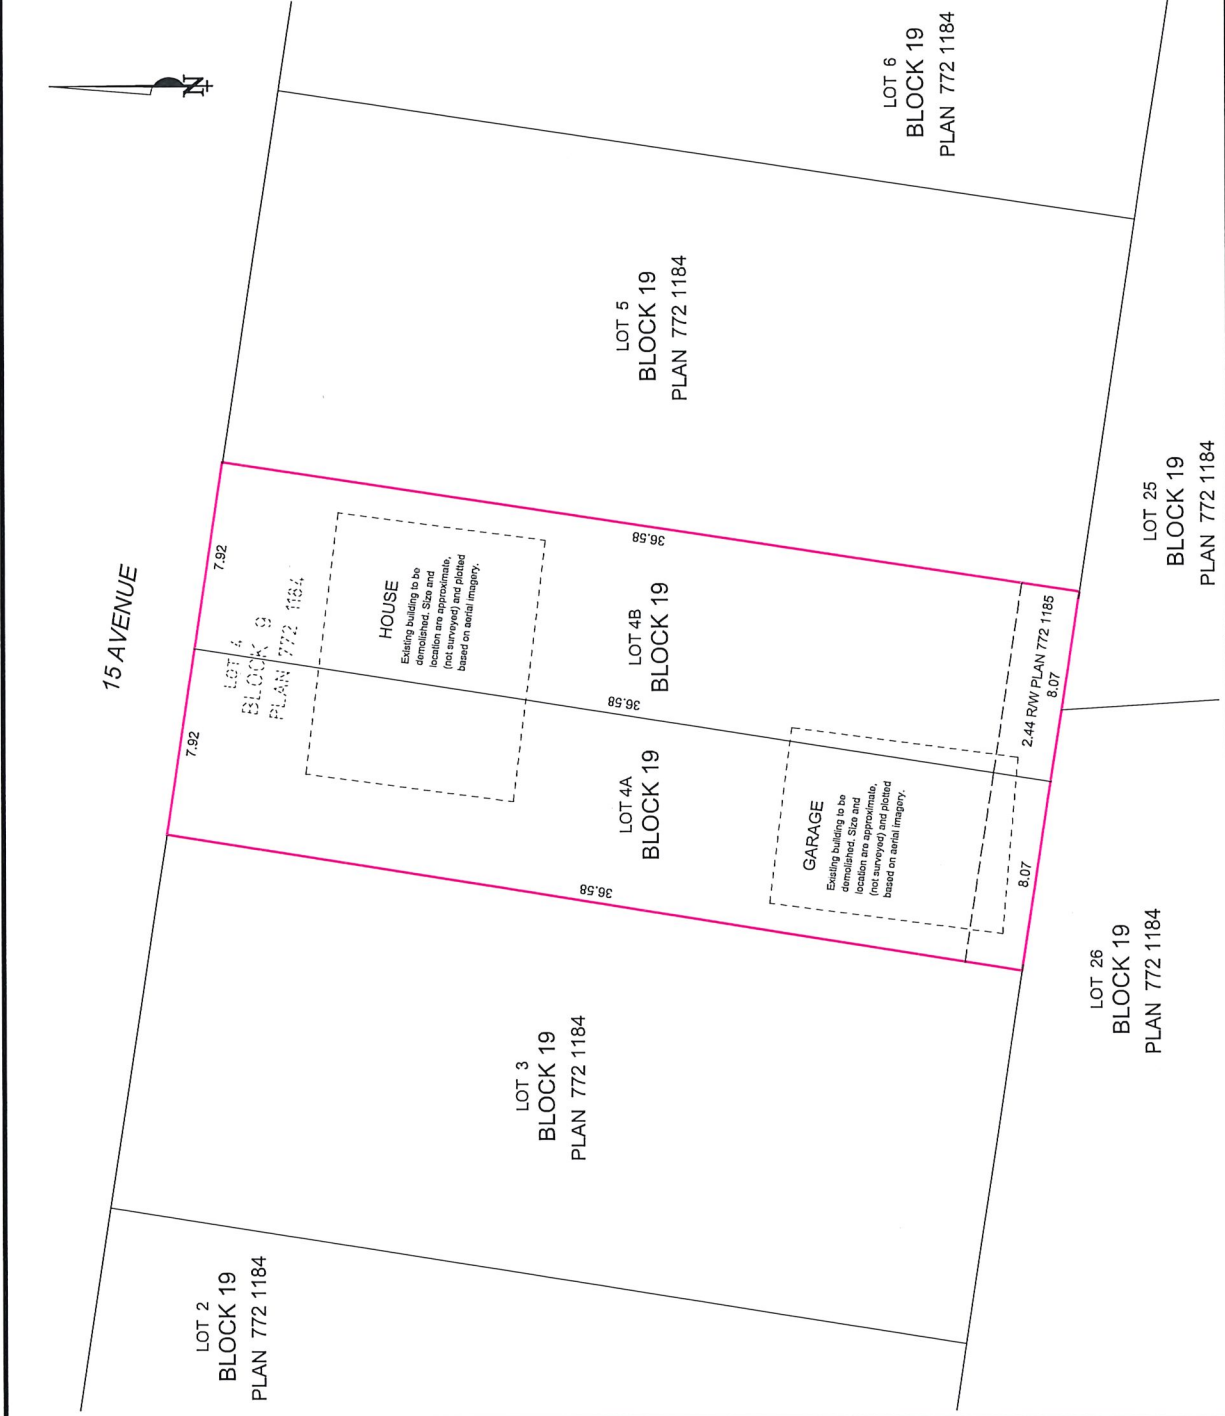 N
15 AVENUE
LOT 2
BLOCK 19
PLAN 772 1184
LOT 3
BLOCK 19
PLAN 772 1184
7.92
7.92
LOT 4
BLOCK 9
PLAN 772 1184
HOUSE
Existing building to be
demolished. Size and
location are approximate,
(not surveyed) and plotted
based on aerial imagery.
36.58
36.58
36.58
LOT 4A
BLOCK 19
LOT 4B
BLOCK 19
GARAGE
Existing building to be
demolished. Size and
location are approximate,
(not surveyed) and plotted
based on aerial imagery.
8.07
2.44 R/W PLAN 772 1185
8.07
LOT 5
BLOCK 19
PLAN 772 1184
LOT 6
BLOCK 19
PLAN 772 1184
LOT 26
BLOCK 19
PLAN 772 1184
LOT 25
BLOCK 19
PLAN 772 1184